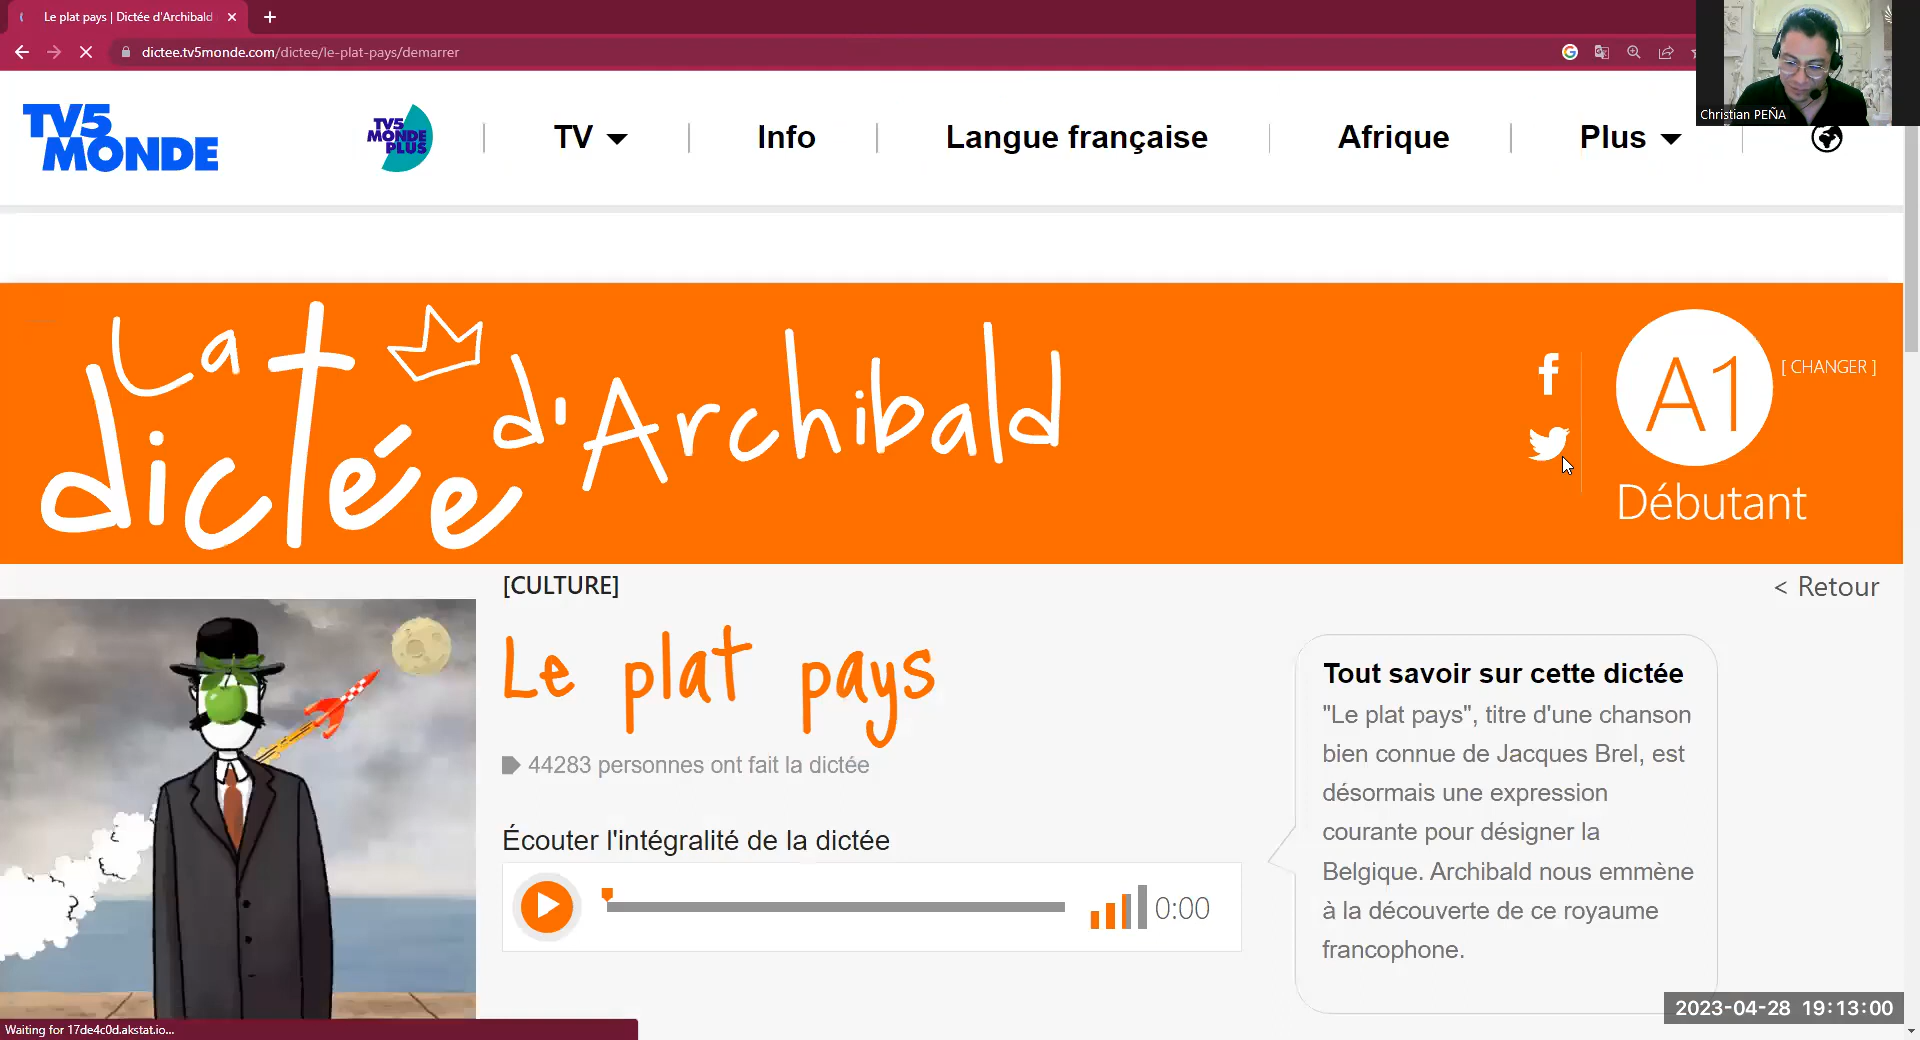 Le plat pays | Dictée d'Archibald
dictee.tv5monde.com/dictee/le-plat-pays/demarrer
Christian PEÑA
TV5
MONDE
TV5
MONDE
PLUS
TV
Info
Langue française
Afrique
Plus
La
dictée
d'Archibald
A1
[ CHANGER ]
Débutant
[CULTURE]
< Retour
Le plat pays
44283 personnes ont fait la dictée
Écouter l'intégralité de la dictée
0:00
Tout savoir sur cette dictée
"Le plat pays", titre d'une chanson
bien connue de Jacques Brel, est
désormais une expression
courante pour désigner la
Belgique. Archibald nous emmène
à la découverte de ce royaume
francophone.
2023-04-28 19:13:00
Waiting for 17de4c0d.akstat.io...